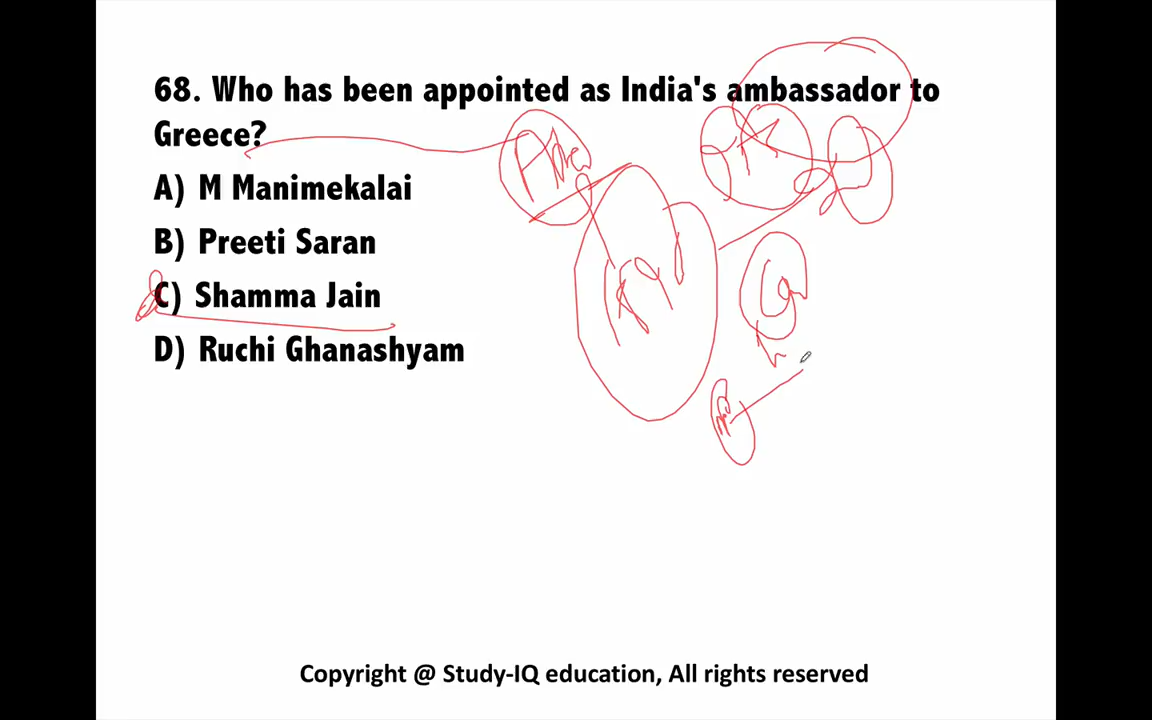 68. Who has been appointed as India's ambassador to
Greece?
A) M Manimekalai
B) Preeti Saran
C) Shamma Jain
D) Ruchi Ghanashyam
Copyright @ Study-IQ education, All rights reserved